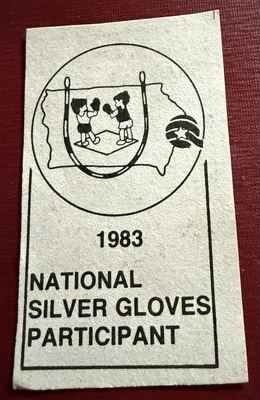 1983
NATIONAL
SILVER GLOVES
PARTICIPANT